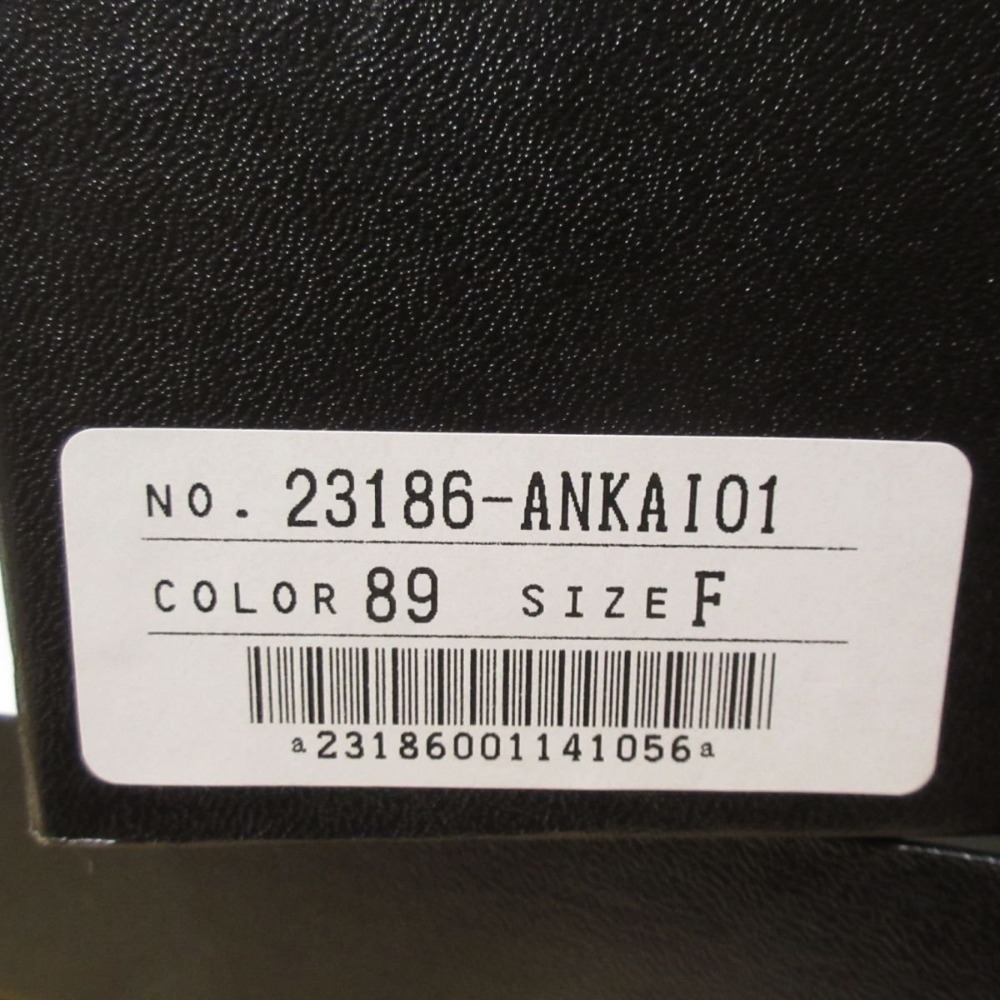 NO. 23186-ANKAI01
COLOR 89 SIZE F
a23186001141056a